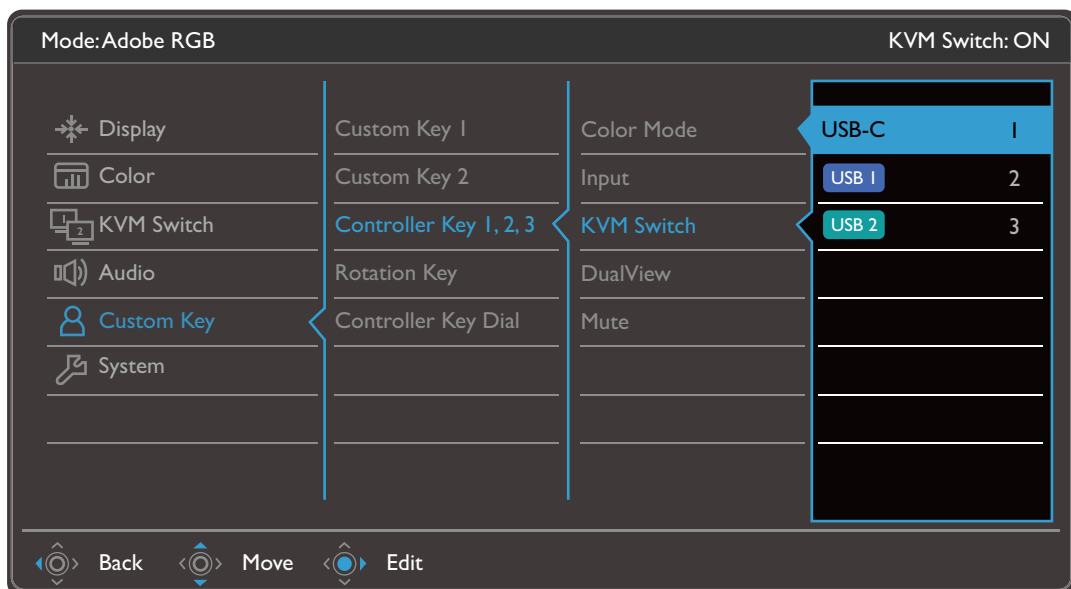 Mode: Adobe RGB KVM Switch: ON
Display Custom Key 1 Color Mode USB-C 1
Color Custom Key 2 Input USB 1 2
1 2 KVM Switch Controller Key 1, 2, 3 KVM Switch USB 2 3
Audio Rotation Key DualView
Custom Key Controller Key Dial Mute
System
Back Move Edit